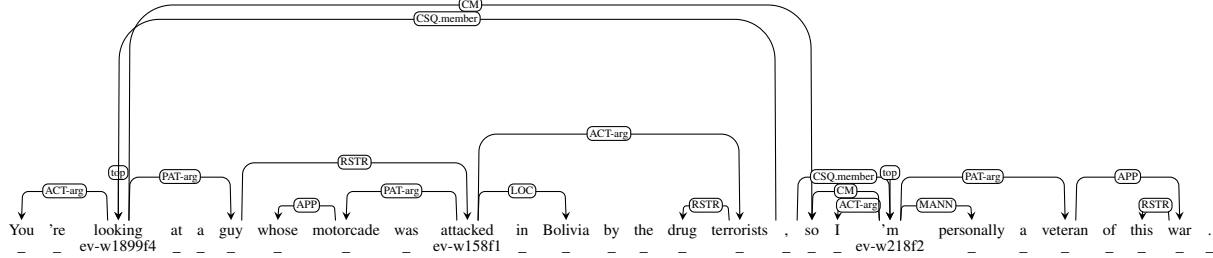 CM
CSQ.member
ACT-arg
top PAT-arg RSTR CSQ.member top PAT-arg APP
ACT-arg APP PAT-arg LOC CM
RSTR ACT-arg MANN RSTR
You 're looking at a guy whose motorcade was attacked in Bolivia by the drug terrorists , so I 'm personally a veteran of this war .
ev-w1899f4 ev-w158f1 ev-w218f2
_ _ _ _ _ _ _ _ _ _ _ _ _ _ _ _ _ _ _ _ _ _ _ _